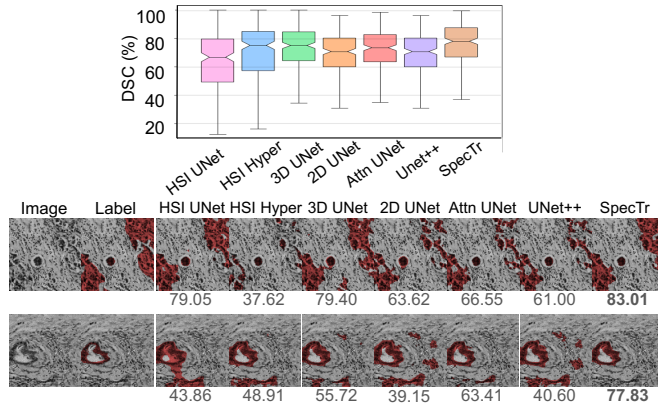 100
80
60
40
20
DSC (%)
HSI UNet
HSI Hyper
3D UNet
2D UNet
Attn UNet
Unet++
SpecTr
Image Label HSI UNet HSI Hyper 3D UNet 2D UNet Attn UNet UNet++ SpecTr
79.05 37.62 79.40 63.62 66.55 61.00 83.01
43.86 48.91 55.72 39.15 63.41 40.60 77.83